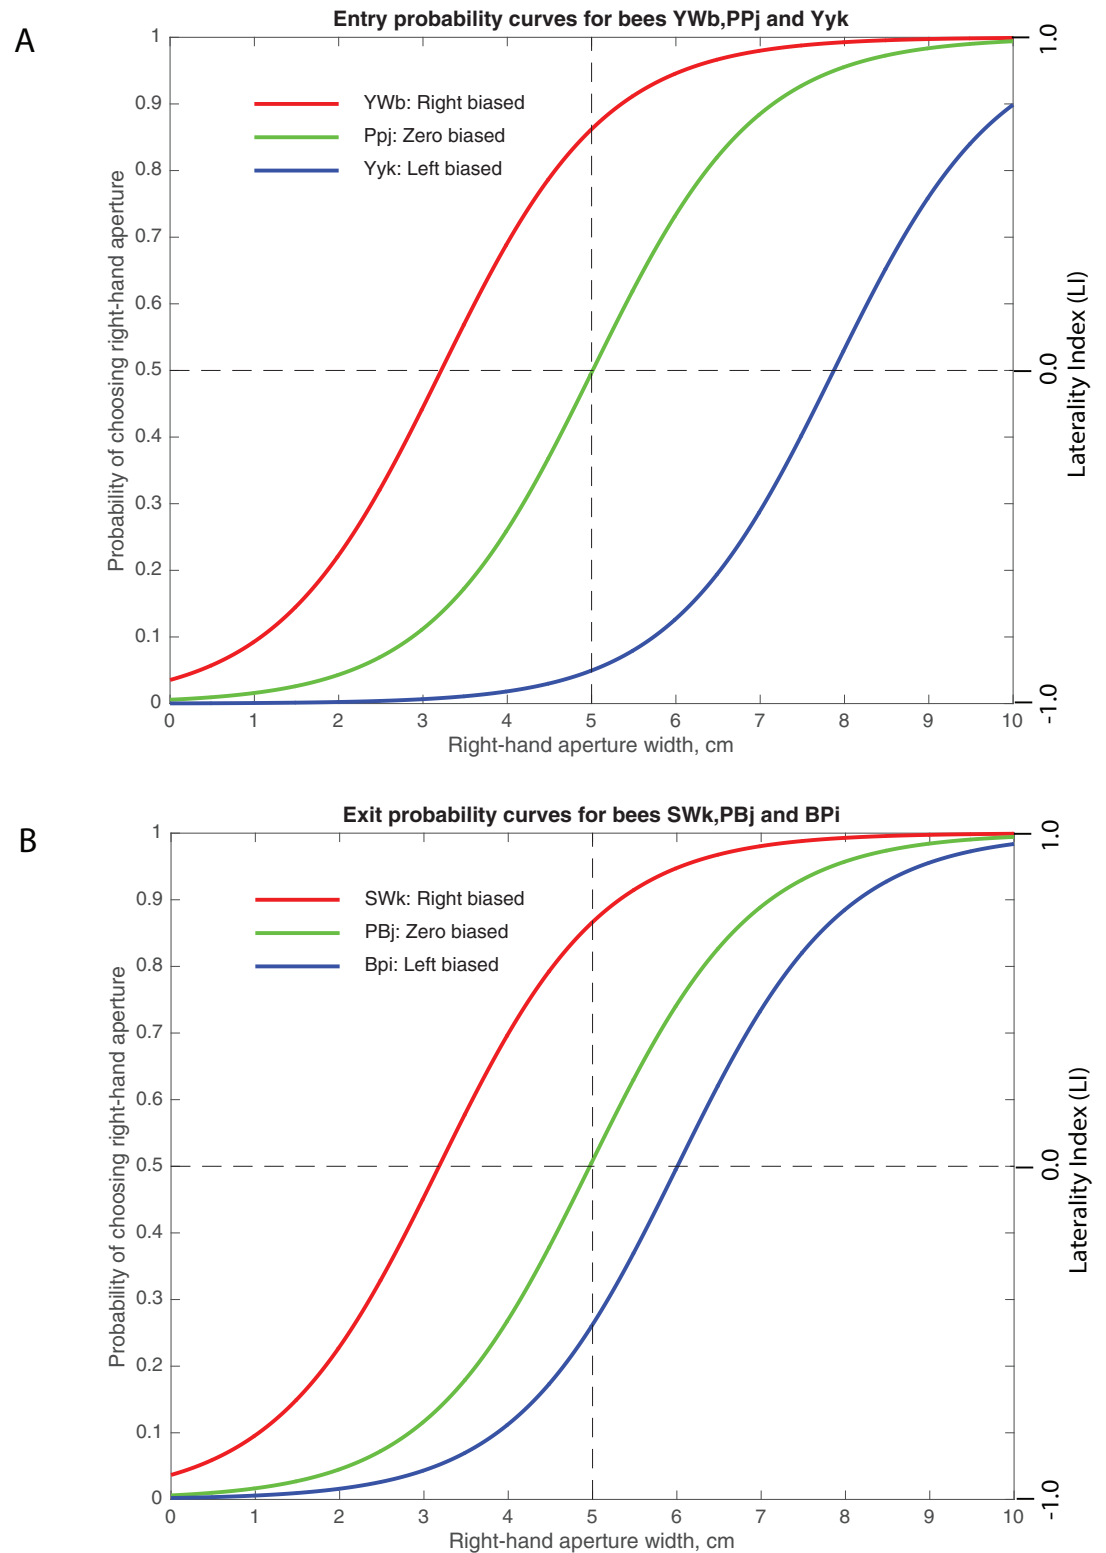 A
Entry probability curves for bees YWb,PPj and Yyk
YWb: Right biased
Ppj: Zero biased
Yyk: Left biased
Probability of choosing right-hand aperture
1
0.9
0.8
0.7
0.6
0.5
0.4
0.3
0.2
0.1
0
0 1 2 3 4 5 6 7 8 9 10
Right-hand aperture width, cm
1.0
0.0
-1.0
Laterality Index (LI)
B
Exit probability curves for bees SWk,PBj and BPi
SWk: Right biased
PBj: Zero biased
Bpi: Left biased
Probability of choosing right-hand aperture
1
0.9
0.8
0.7
0.6
0.5
0.4
0.3
0.2
0.1
0
0 1 2 3 4 5 6 7 8 9 10
Right-hand aperture width, cm
1.0
0.0
-1.0
Laterality Index (LI)